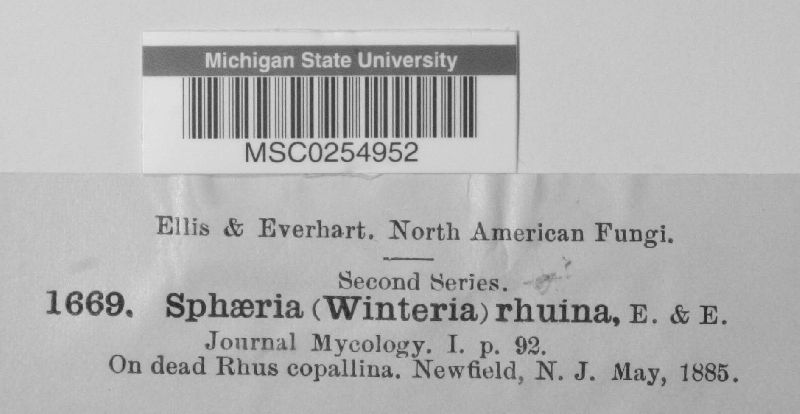 Michigan State University
MSC0254952
Ellis & Everhart. North American Fungi.
Second Series.
1669. Sphæria (Winteria) rhuina, E. & E.
Journal Mycology. I. p. 92.
On dead Rhus copallina. Newfield, N. J. May, 1885.